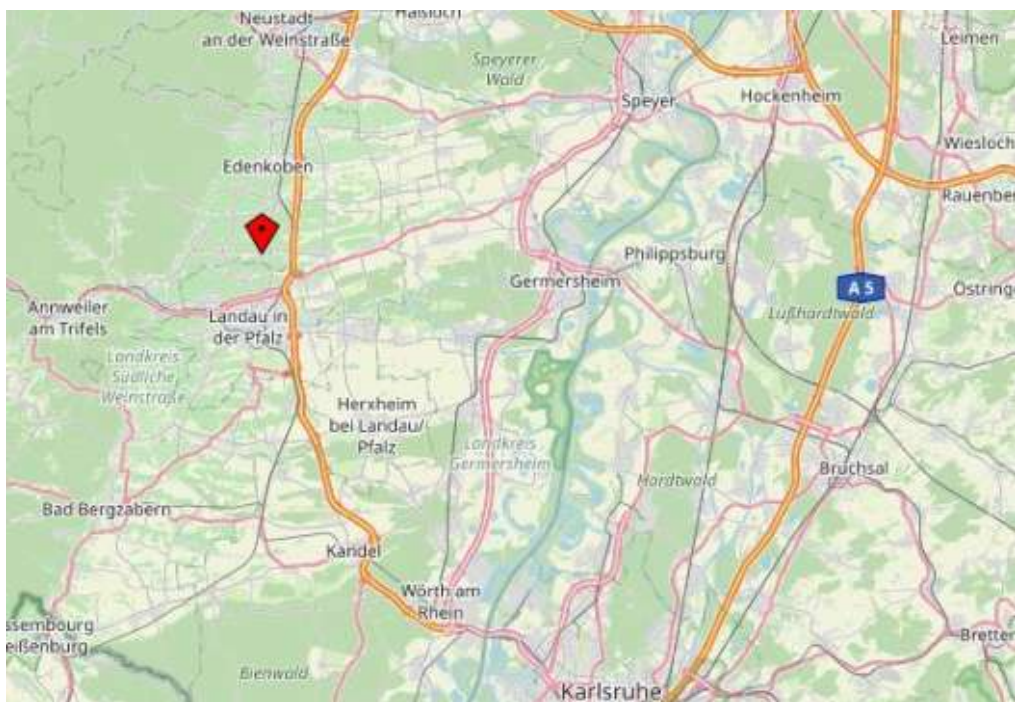 Neustadt
an der Weinstraße
Haßloch
Leimen
Speyerer
Wald
Speyer
Hockenheim
Wiesloch
Edenkoben
Rauenber
Philippsburg
Germersheim
A 5
Östringe
Annweiler
am Trifels
Landau in
der Pfalz
Lußhardtwald
Landkreis
Südliche
Weinstraße
Herxheim
bei Landau/
Pfalz
Landkreis
Germersheim
Hardtwald
Bruchsal
Bad Bergzabern
Kandel
Wörth am
Rhein
ssembourg
eißenburg
Bretten
Bienwald
Karlsruhe